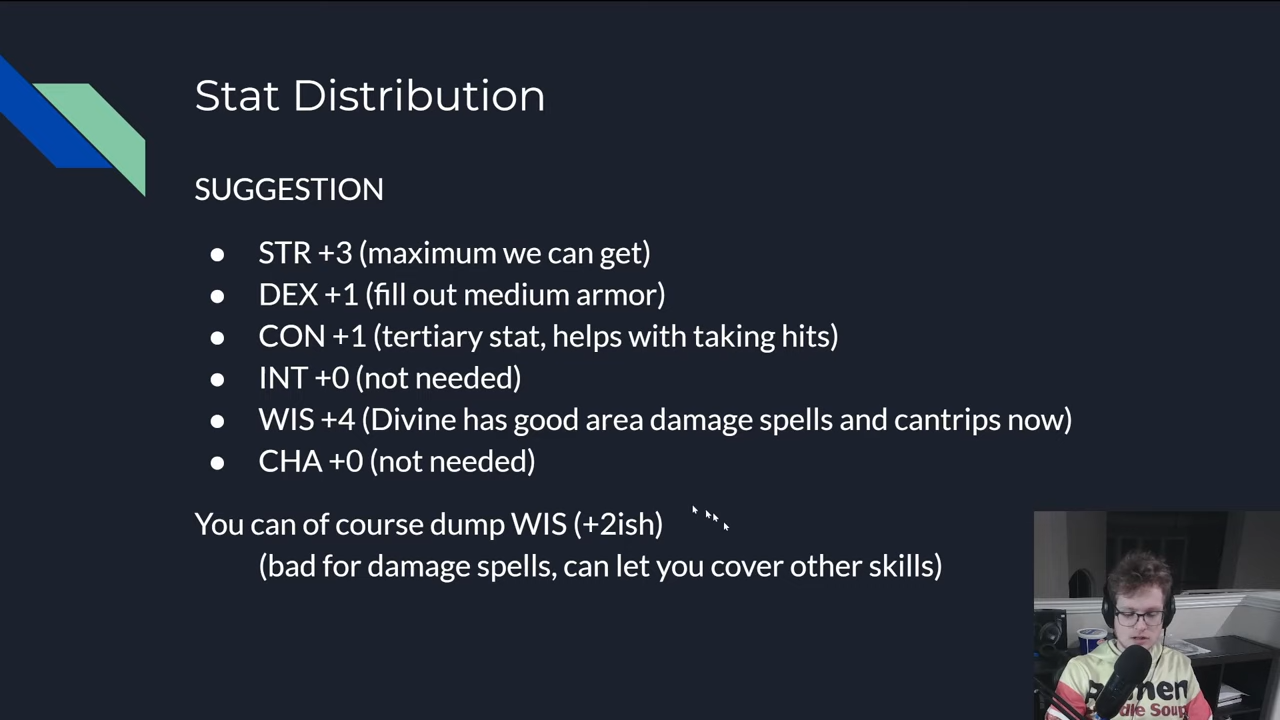 Stat Distribution
SUGGESTION
● STR +3 (maximum we can get)
● DEX +1 (fill out medium armor)
● CON +1 (tertiary stat, helps with taking hits)
● INT +0 (not needed)
● WIS +4 (Divine has good area damage spells and cantrips now)
● CHA +0 (not needed)
You can of course dump WIS (+2ish)
(bad for damage spells, can let you cover other skills)
Soup